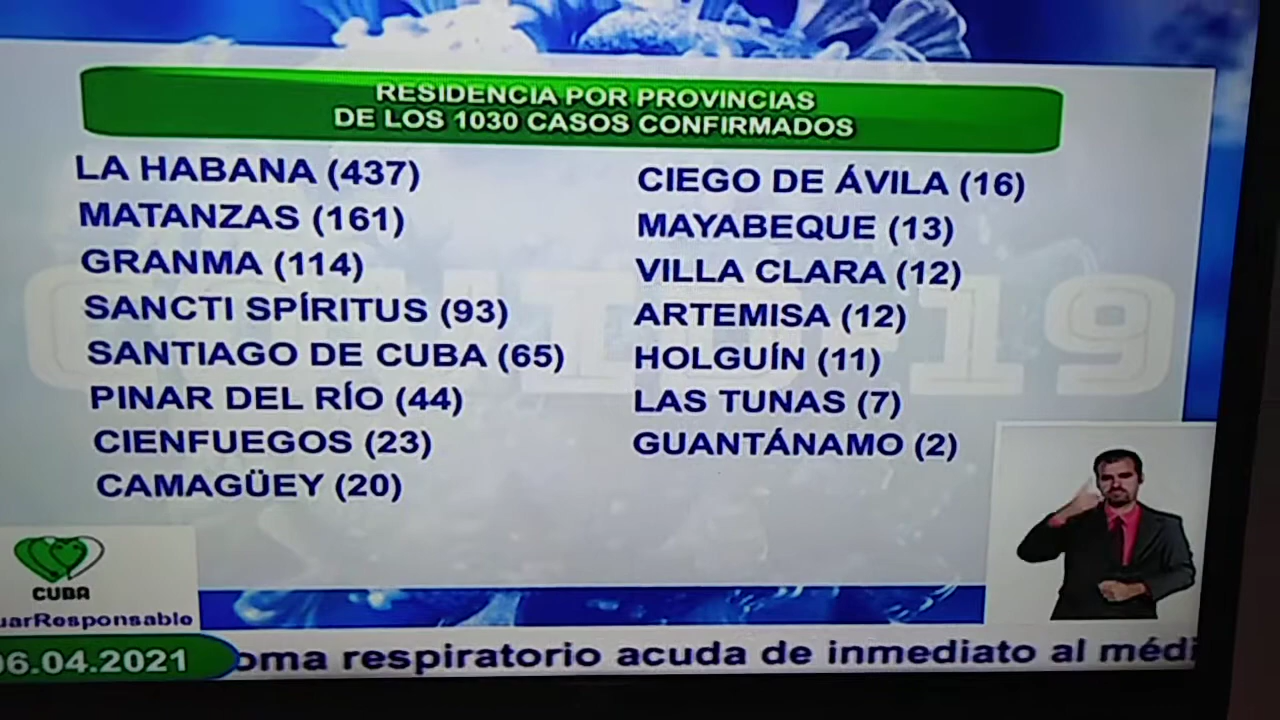 RESIDENCIA POR PROVINCIAS
DE LOS 1030 CASOS CONFIRMADOS
LA HABANA (437)
MATANZAS (161)
GRANMA (114)
SANCTI SPÍRITUS (93)
SANTIAGO DE CUBA (65)
PINAR DEL RÍO (44)
CIENFUEGOS (23)
CAMAGÜEY (20)
CIEGO DE ÁVILA (16)
MAYABEQUE (13)
VILLA CLARA (12)
ARTEMISA (12)
HOLGUÍN (11)
LAS TUNAS (7)
GUANTÁNAMO (2)
COVID-19
CUBA
uarResponsable
06.04.2021
oma respiratorio acuda de inmediato al médi